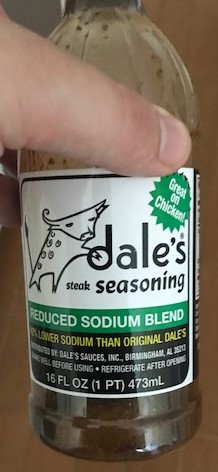 Great
on
Chicken!
dale's
steak seasoning
REDUCED SODIUM BLEND
LOWER SODIUM THAN ORIGINAL DALE'S
BY: DALE'S SAUCES, INC., BIRMINGHAM, AL 35213
WELL BEFORE USING • REFRIGERATE AFTER OPENING
16 FL OZ (1 PT) 473mL